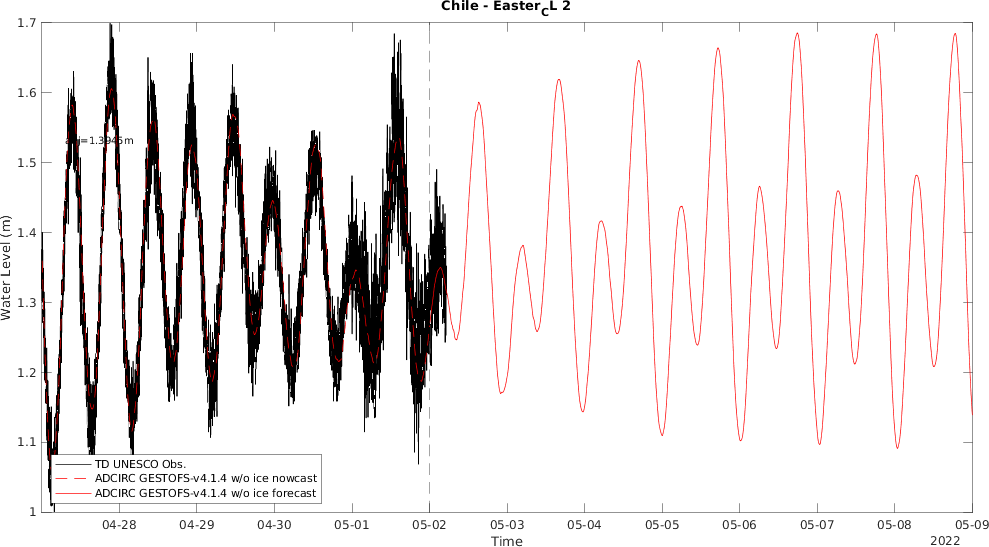 Chile - Easter_CL 2
Water Level (m)
1.7
1.6
1.5
1.4
1.3
1.2
1.1
1
=1.3945m
TD UNESCO Obs.
ADCIRC GESTOFS-v4.1.4 w/o ice nowcast
ADCIRC GESTOFS-v4.1.4 w/o ice forecast
04-28 04-29 04-30 05-01 05-02 05-03 05-04 05-05 05-06 05-07 05-08 05-09
Time
2022